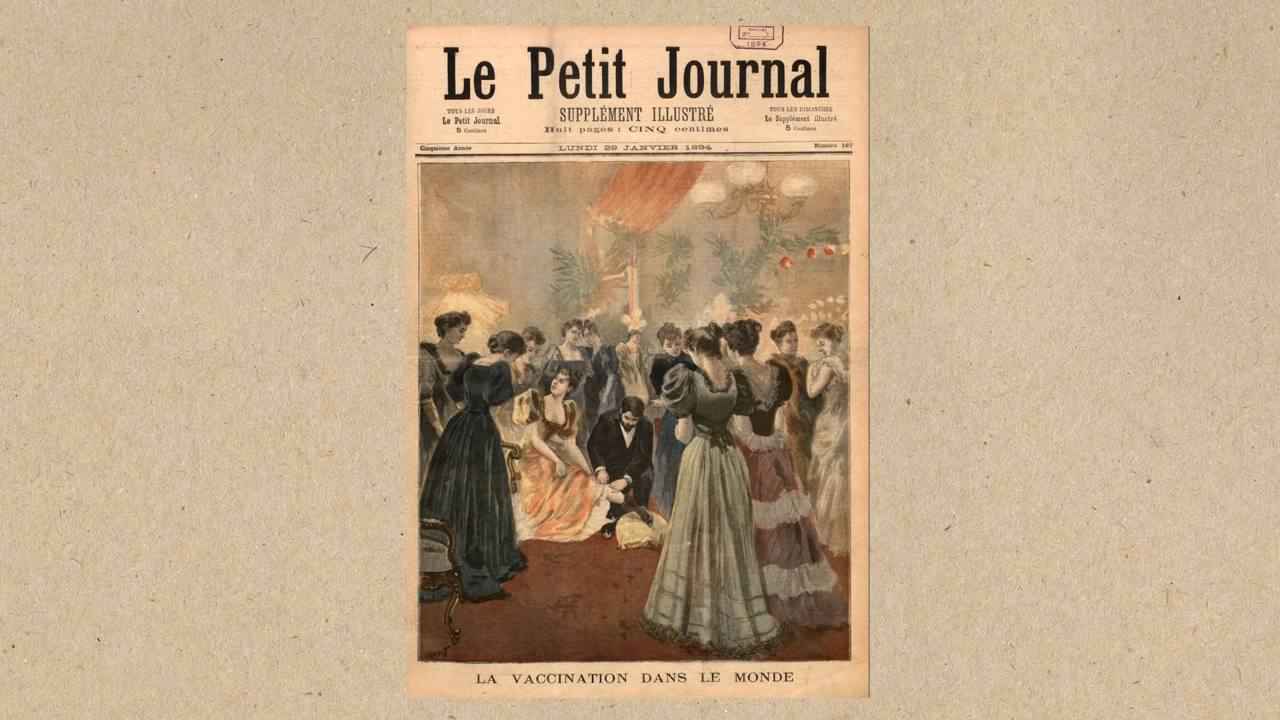 1894
Le Petit Journal
TOUS LES JOURS
Le Petit Journal
5 Centimes
SUPPLÉMENT ILLUSTRÉ
Huit pages: CINQ centimes
TOUS LES DIMANCHES
Le Supplément illustré
5 Centimes
Cinquième Année
LUNDI 29 JANVIER 1894
Numéro 167
LA VACCINATION DANS LE MONDE